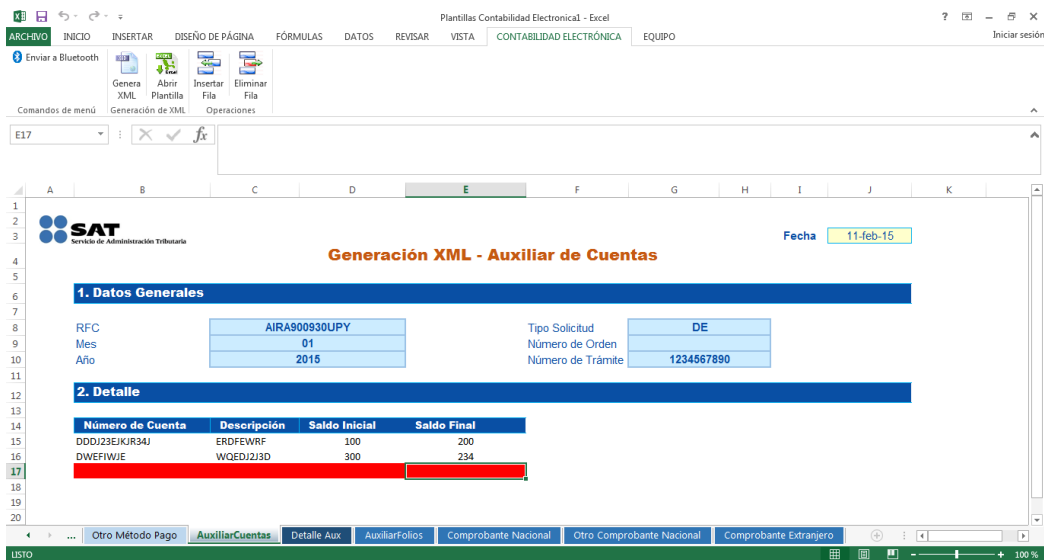 Plantillas Contabilidad Electronica1 - Excel
ARCHIVO INICIO INSERTAR DISEÑO DE PÁGINA FÓRMULAS DATOS REVISAR VISTA CONTABILIDAD ELECTRÓNICA EQUIPO Iniciar sesión
Enviar a Bluetooth
Genera XML
Abrir Plantilla
Insertar Fila
Eliminar Fila
Comandos de menú Generación de XML Operaciones
E17 fx
A B C D E F G H I J K
1
2
SAT
3
Servicio de Administración Tributaria
Fecha 11-feb-15
4 Generación XML - Auxiliar de Cuentas
5
6 1. Datos Generales
7
8 RFC AIRA900930UPY Tipo Solicitud DE
9 Mes 01 Número de Orden
10 Año 2015 Número de Trámite 1234567890
11
12 2. Detalle
13
14 Número de Cuenta Descripción Saldo Inicial Saldo Final
15 DDDJ23EJKJR34J ERDFEWRF 100 200
16 DWEFIWJE WQEDJ2J3D 300 234
17
18
19
20
... Otro Método Pago AuxiliarCuentas Detalle Aux AuxiliarFolios Comprobante Nacional Otro Comprobante Nacional Comprobante Extranjero
LISTO 100 %